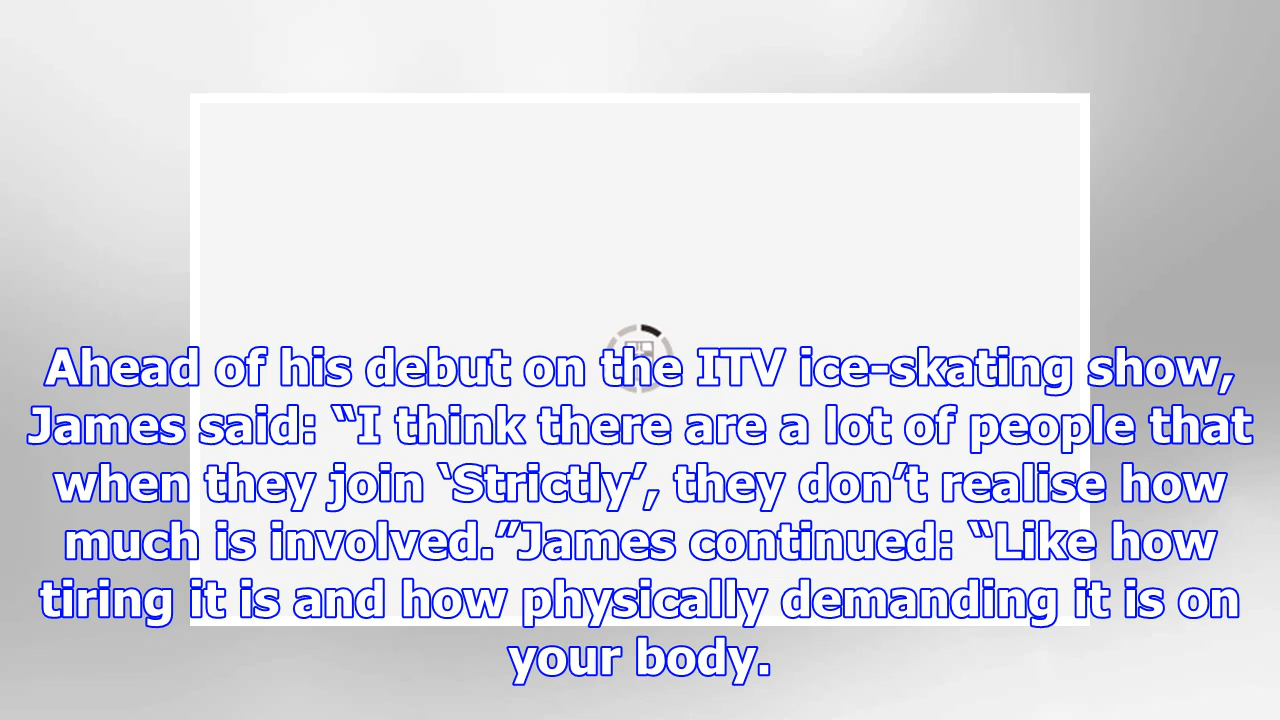 Ahead of his debut on the ITV ice-skating show,
James said: “I think there are a lot of people that
when they join ‘Strictly’, they don’t realise how
much is involved.”James continued: “Like how
tiring it is and how physically demanding it is on
your body.